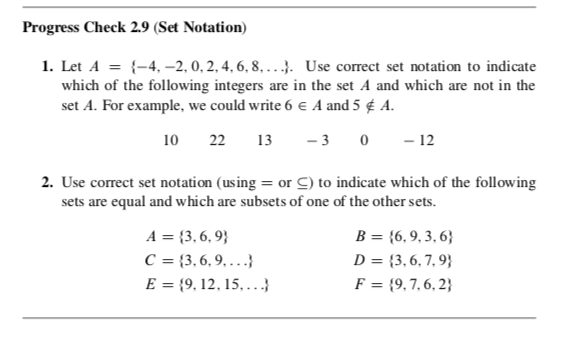 Progress Check 2.9 (Set Notation)
1. Let A = {−4, −2, 0, 2, 4, 6, 8, . . .}. Use correct set notation to indicate
which of the following integers are in the set A and which are not in the
set A. For example, we could write 6 ∈ A and 5 ∉ A.
10 22 13 − 3 0 − 12
2. Use correct set notation (using = or ⊆) to indicate which of the following
sets are equal and which are subsets of one of the other sets.
A = {3, 6, 9} B = {6, 9, 3, 6}
C = {3, 6, 9, . . .} D = {3, 6, 7, 9}
E = {9, 12, 15, . . .} F = {9, 7, 6, 2}